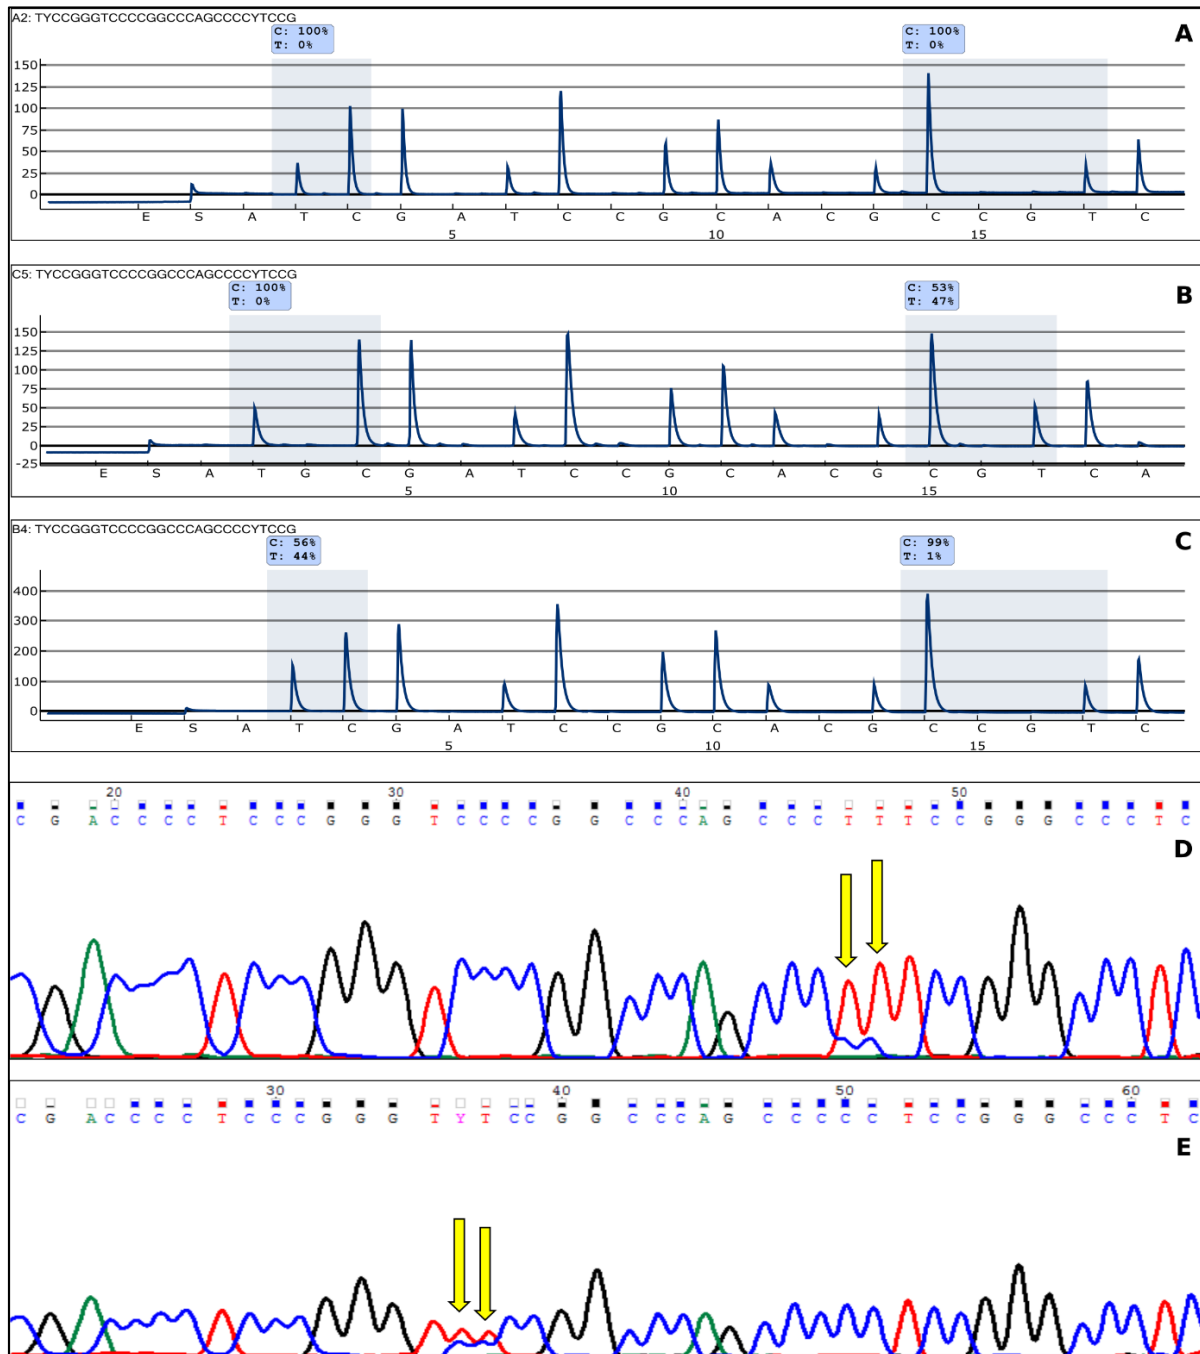 A2: TYCCGGGTCCCCGGCCCAGCCCCYTCCG
A
C: 100%
T: 0%
C: 100%
T: 0%
150
125
100
75
50
25
0
E S A T C G A T C C G C A C G C C G T C
5 10 15
C5: TYCCGGGTCCCCGGCCCAGCCCCYTCCG
B
C: 100%
T: 0%
C: 53%
T: 47%
150
125
100
75
50
25
0
-25
E S A T G C G A T C C G C A C G C G T C A
5 10 15
B4: TYCCGGGTCCCCGGCCCAGCCCCYTCCG
C
C: 56%
T: 44%
C: 99%
T: 1%
400
300
200
100
0
E S A T C G A T C C G C A C G C C G T C
5 10 15
20 30 40 50
C G A C C C C T C C C G G G T C C C C G G C C C A G C C C T T T C C G G G C C C T C
D
30 40 50 60
C G A C C C C T C C C G G G T Y T C C G G C C C A G C C C C C T C C G G G C C C T C
E